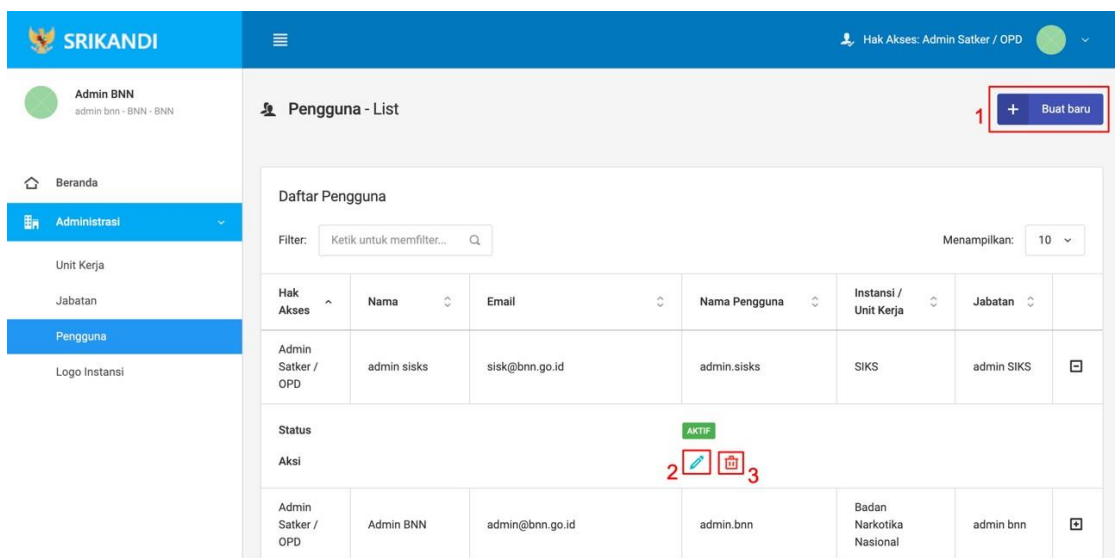 SRIKANDI
Hak Akses: Admin Satker / OPD
Admin BNN
admin bnn - BNN - BNN
Pengguna - List
1
+ Buat baru
Beranda
Administrasi
Unit Kerja
Jabatan
Pengguna
Logo Instansi
Daftar Pengguna
Filter: Ketik untuk memfilter...
Menampilkan: 10
Hak Akses Nama Email Nama Pengguna Instansi / Unit Kerja Jabatan
Admin Satker / OPD admin sisks sisk@bnn.go.id admin.sisks SIKS admin SIKS
Status AKTIF
Aksi 2 3
Admin Satker / OPD Admin BNN admin@bnn.go.id admin.bnn Badan Narkotika Nasional admin bnn